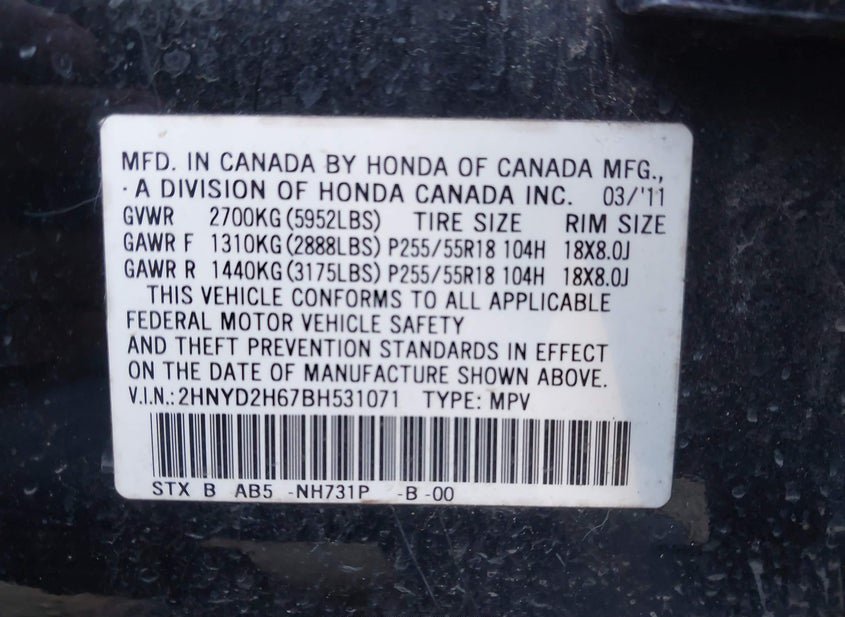 MFD. IN CANADA BY HONDA OF CANADA MFG.,
A DIVISION OF HONDA CANADA INC. 03/'11
GVWR 2700KG(5952LBS) TIRE SIZE RIM SIZE
GAWR F 1310KG(2888LBS)P255/55R18 104H 18X8.0J
GAWR R 1440KG(3175LBS)P255/55R18 104H 18X8.0J
THIS VEHICLE CONFORMS TO ALL APPLICABLE
FEDERAL MOTOR VEHICLE SAFETY
AND THEFT PREVENTION STANDARDS IN EFFECT
ON THE DATE OF MANUFACTURE SHOWN ABOVE.
V.I.N.:2HNYD2H67BH531071 TYPE: MPV
STX B AB5 -NH731P -B -00